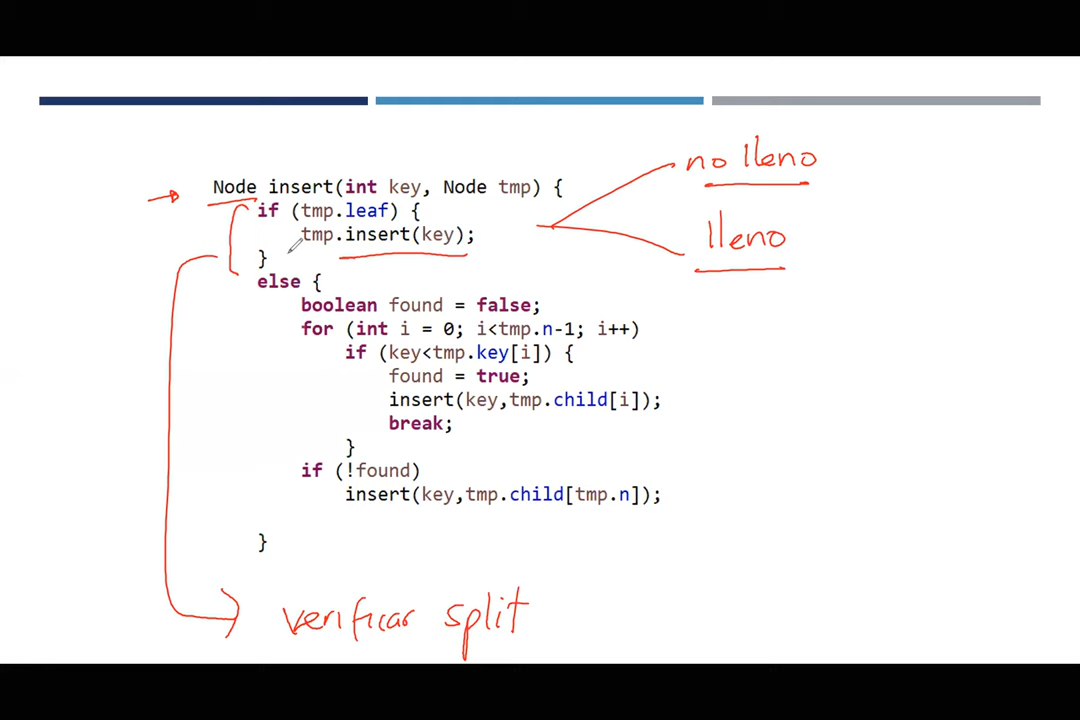 no lleno
Node insert(int key, Node tmp) {
if (tmp.leaf) {
tmp.insert(key);
lleno
}
else {
boolean found = false;
for (int i = 0; i<tmp.n-1; i++)
if (key<tmp.key[i]) {
found = true;
insert(key,tmp.child[i]);
break;
}
if (!found)
insert(key,tmp.child[tmp.n]);
}
verificar split